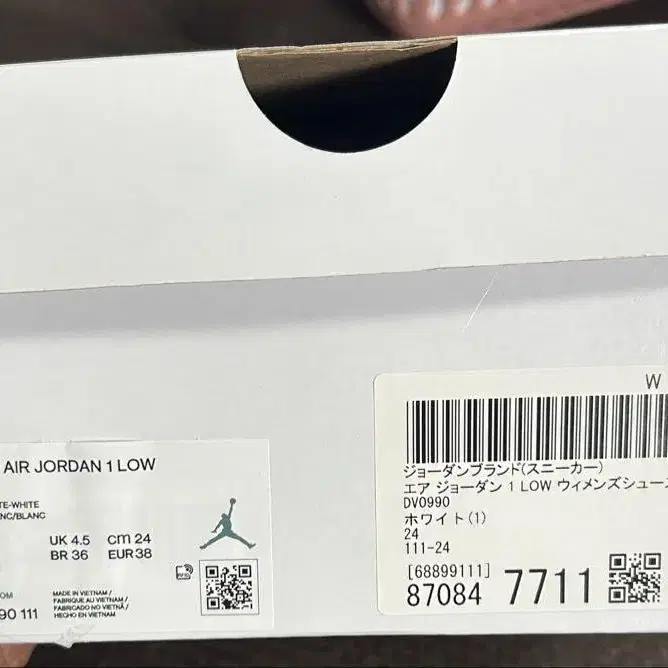 AIR JORDAN 1 LOW
TE-WHITE
NC/BLANC
UK 4.5 cm 24
BR 36 EUR 38
OM
90 111
MADE IN VIETNAM /
FABRIQUE AU VIETNAM /
FABRICADO NO VIETNÃ /
HECHO EN VIETNAM
W
ジョーダンブランド(スニーカー)
エア ジョーダン 1 LOW ウィメンズシューズ
DV0990
ホワイト(1)
24
111-24
[68899111]
87084 7711